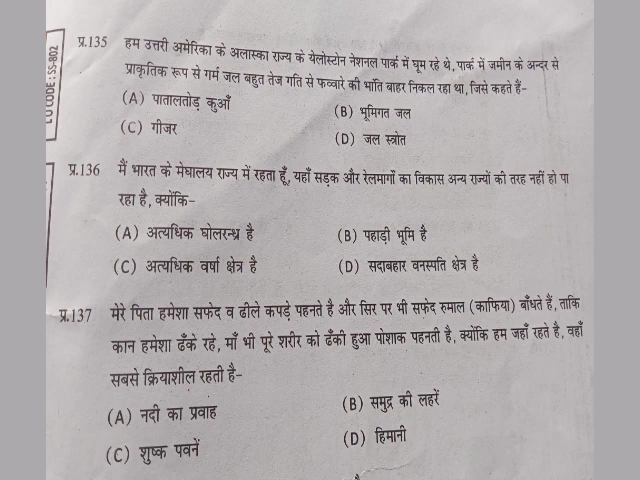 LU CODE : SS-802
प्र.135 हम उत्तरी अमेरिका के अलास्का राज्य के येलोस्टोन नेशनल पार्क में घूम रहे थे, पार्क में जमीन के अन्दर से
प्राकृतिक रूप से गर्म जल बहुत तेज गति से फव्वारे की भांति बाहर निकल रहा था, जिसे कहते हैं-
(A) पातालतोड़ कुआँ (B) भूमिगत जल
(C) गीजर (D) जल स्त्रोत
प्र.136 मैं भारत के मेघालय राज्य में रहता हूँ, यहाँ सड़क और रेलमार्गों का विकास अन्य राज्यों की तरह नहीं हो पा
रहा है, क्योंकि-
(A) अत्यधिक घोलरन्ध्र है (B) पहाड़ी भूमि है
(C) अत्यधिक वर्षा क्षेत्र है (D) सदाबहार वनस्पति क्षेत्र है
प्र.137 मेरे पिता हमेशा सफेद व ढीले कपड़े पहनते है और सिर पर भी सफेद रुमाल (काफिया) बाँधते हैं, ताकि
कान हमेशा ढँके रहे, माँ भी पूरे शरीर को ढँकी हुआ पोशाक पहनती है, क्योंकि हम जहाँ रहते है, वहाँ
सबसे क्रियाशील रहती है-
(A) नदी का प्रवाह (B) समुद्र की लहरें
(C) शुष्क पवनें (D) हिमानी